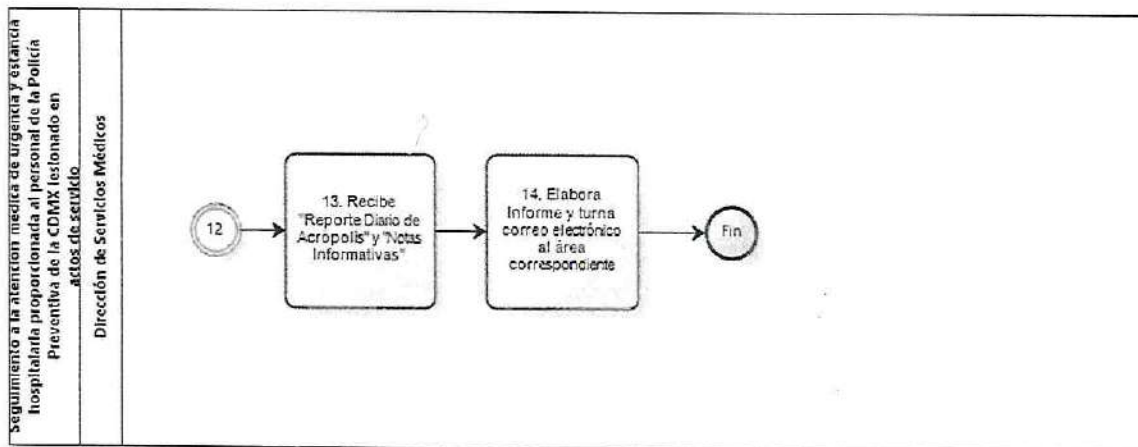 Seguimiento a la atención médica de urgencia y estancia
hospitalaria proporcionada al personal de la Policía
Preventiva de la CDMX lesionado en
actos de servicio
Dirección de Servicios Médicos
12
13. Recibe
"Reporte Diario de
Acropolis" y "Notas
Informativas"
14. Elabora
Informe y turna
correo electrónico
al área
correspondiente
Fin